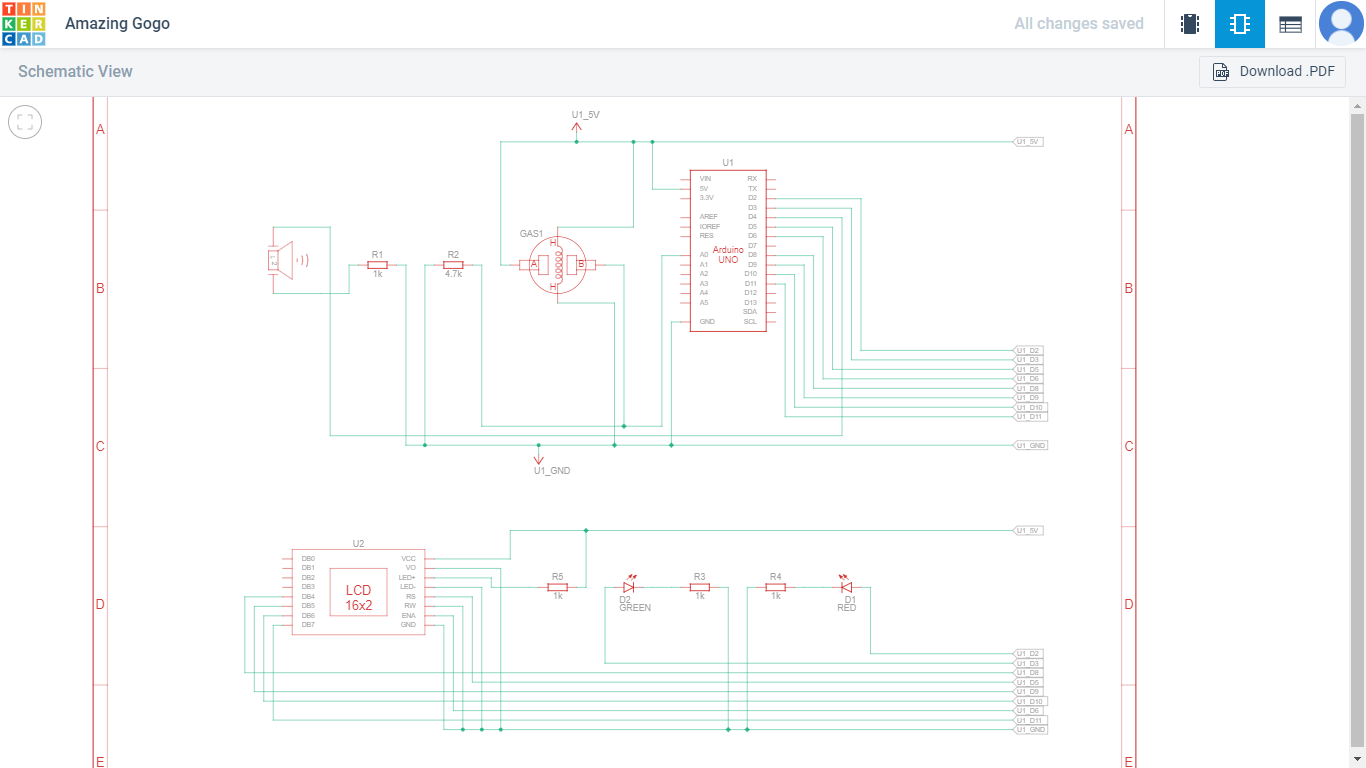 TIN
KER
CAD
Amazing Gogo
All changes saved
Schematic View
PDF
Download .PDF
A
A
U1_5V
U1_5V
U1
VIN RX
5V TX
3.3V D2
D3
AREF D4
IOREF D5
RES D6
D7
A0 D8
A1 D9
A2 D10
A3 D11
A4 D12
A5 D13
SDA
GND SCL
Arduino
UNO
GAS1
H
A
B
H
R1
1k
R2
4.7k
B
B
U1_D2
U1_D3
U1_D5
U1_D6
U1_D8
U1_D9
U1_D10
U1_D11
C
C
U1_GND
U1_GND
U1_5V
U2
DB0 VCC
DB1 VO
DB2 LED+
DB3 LED-
DB4 RS
DB5 RW
DB6 ENA
DB7 GND
LCD
16x2
R5
1k
D2
GREEN
R3
1k
R4
1k
D1
RED
D
D
U1_D2
U1_D3
U1_D8
U1_D5
U1_D9
U1_D10
U1_D6
U1_D11
U1_GND
E
E